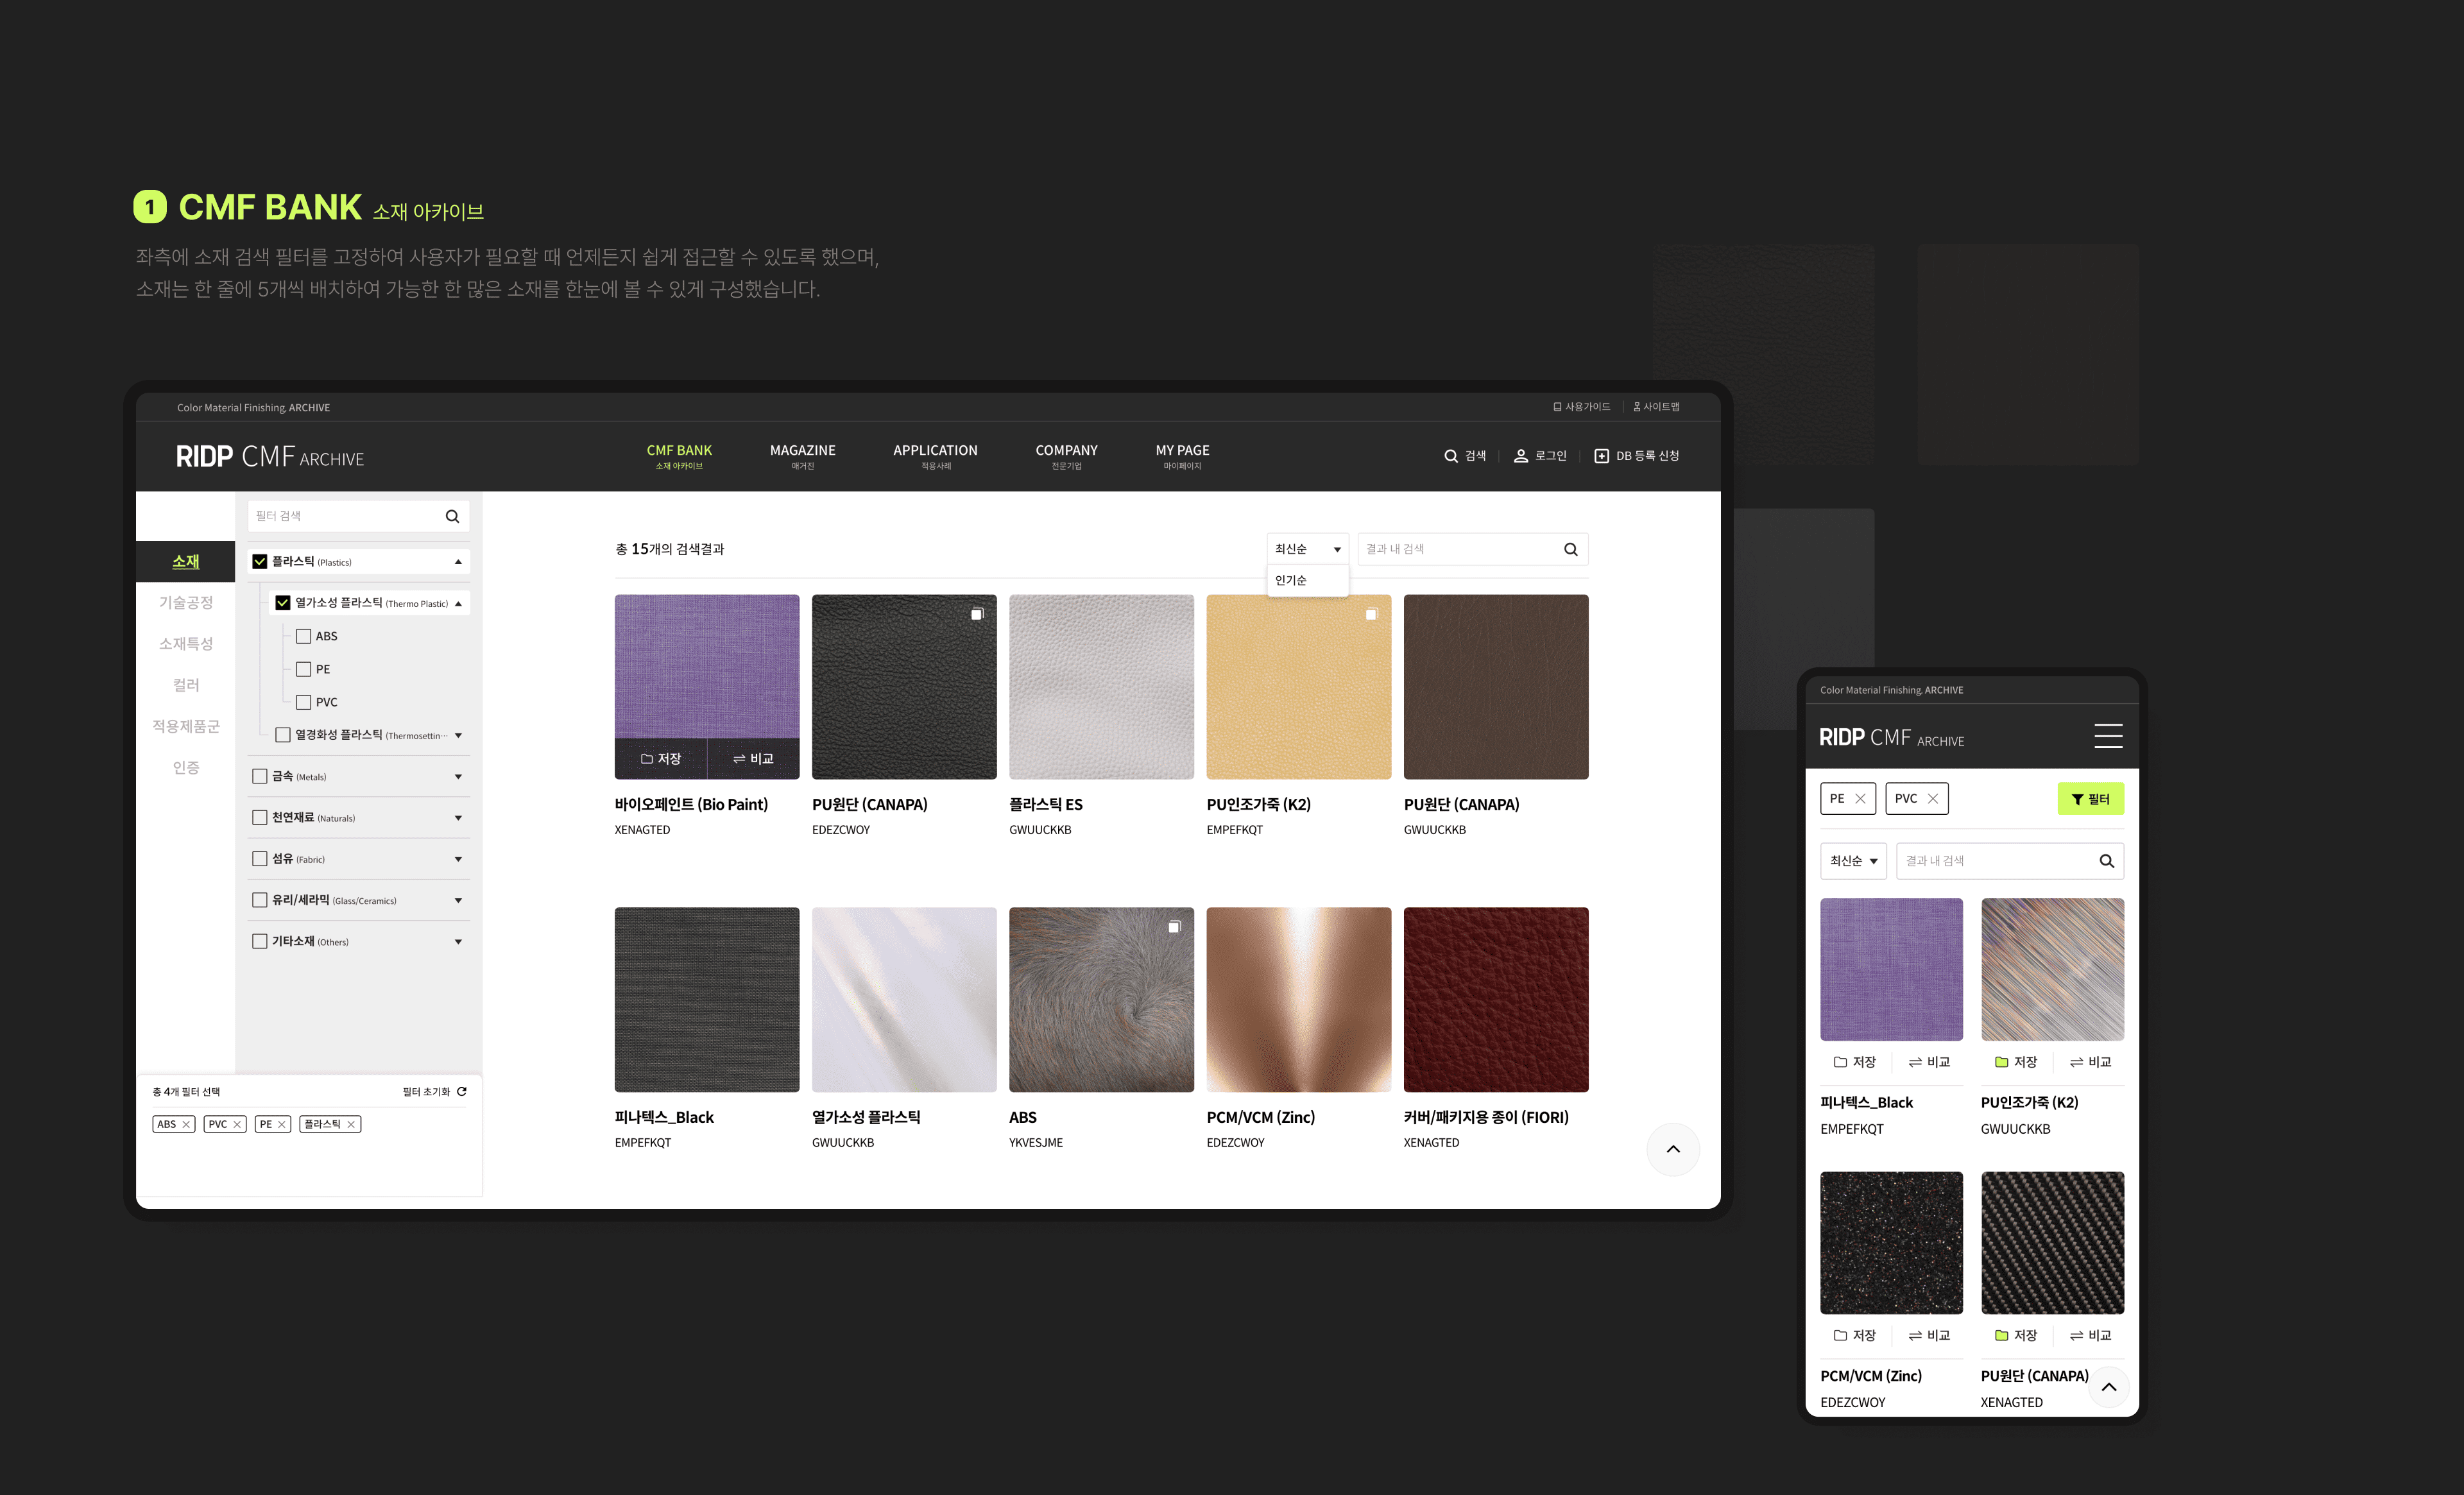 1 CMF BANK 소재 아카이브
좌측에 소재 검색 필터를 고정하여 사용자가 필요할 때 언제든지 쉽게 접근할 수 있도록 했으며,
소재는 한 줄에 5개씩 배치하여 가능한 한 많은 소재를 한눈에 볼 수 있게 구성했습니다.
Color Material Finishing. ARCHIVE
사용가이드 사이트맵
RIDP CMF ARCHIVE
CMF BANK MAGAZINE APPLICATION COMPANY MY PAGE
소재 아카이브 매거진 적용사례 전문기업 마이페이지
검색 로그인 DB 등록 신청
소재
기술공정
소재특성
컬러
적용제품군
인증
필터 검색
플라스틱 (Plastics)
열가소성 플라스틱 (Thermo Plastic)
ABS
PE
PVC
열경화성 플라스틱 (Thermosettin···
금속 (Metals)
천연재료 (Naturals)
섬유 (Fabric)
유리/세라믹 (Glass/Ceramics)
기타소재 (Others)
총 4개 필터 선택 필터 초기화
ABS PVC PE 플라스틱
총 15개의 검색결과
최신순 결과 내 검색
인기순
저장 비교
바이오페인트 (Bio Paint) PU원단 (CANAPA) 플라스틱 ES PU인조가죽 (K2) PU원단 (CANAPA)
XENAGTED EDEZCWOY GWUUCKKB EMPEFKQT GWUUCKKB
피나텍스_Black 열가소성 플라스틱 ABS PCM/VCM (Zinc) 커버/패키지용 종이 (FIORI)
EMPEFKQT GWUUCKKB YKVESJME EDEZCWOY XENAGTED
Color Material Finishing. ARCHIVE
RIDP CMF ARCHIVE
PE PVC 필터
최신순 결과 내 검색
저장 비교 저장 비교
피나텍스_Black PU인조가죽 (K2)
EMPEFKQT GWUUCKKB
저장 비교 저장 비교
PCM/VCM (Zinc) PU원단 (CANAPA)
EDEZCWOY XENAGTED